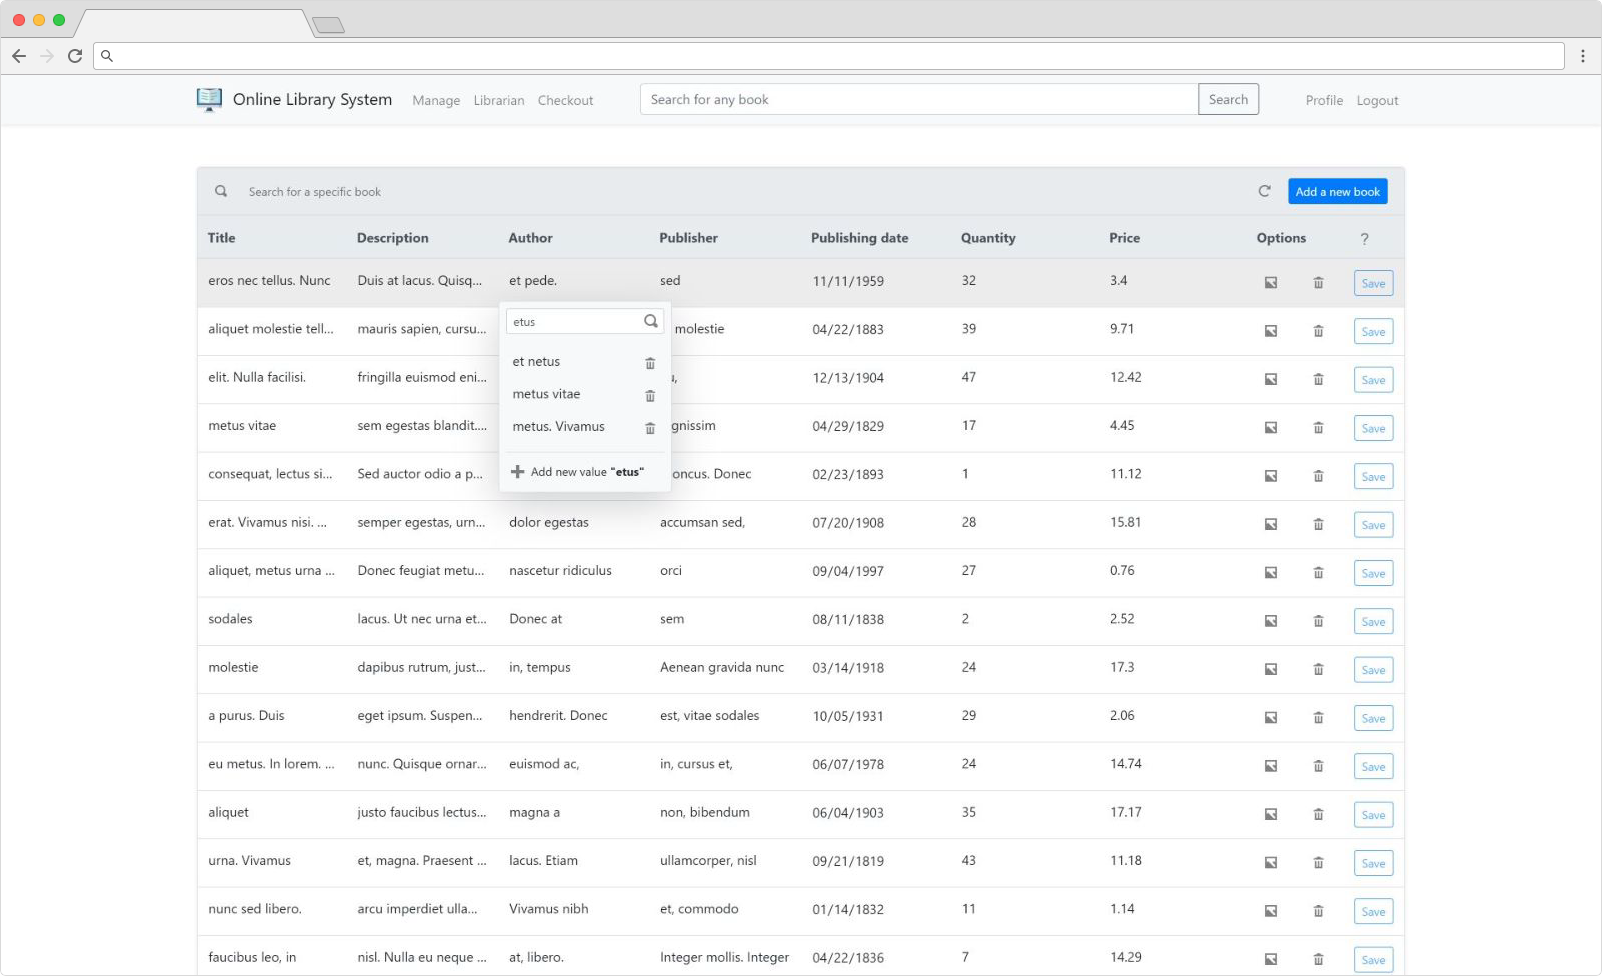 Online Library System Manage Librarian Checkout Search for any book Search Profile Logout
Search for a specific book Add a new book
Title Description Author Publisher Publishing date Quantity Price Options ?
eros nec tellus. Nunc Duis at lacus. Quisq... et pede. sed 11/11/1959 32 3.4 Save
etus
aliquet molestie tell... mauris sapien, cursu... molestie 04/22/1883 39 9.71 Save
et netus
elit. Nulla facilisi. fringilla euismod eni... 12/13/1904 47 12.42 Save
metus vitae
metus vitae sem egestas blandit.... metus. Vivamus 04/29/1829 17 4.45 Save
consequat, lectus si... Sed auctor odio a p... Add new value "etus" Donec 02/23/1893 1 11.12 Save
erat. Vivamus nisi. ... semper egestas, urn... dolor egestas accumsan sed, 07/20/1908 28 15.81 Save
aliquet, metus urna ... Donec feugiat metu... nascetur ridiculus orci 09/04/1997 27 0.76 Save
sodales lacus. Ut nec urna et... Donec at sem 08/11/1838 2 2.52 Save
molestie dapibus rutrum, just... in, tempus Aenean gravida nunc 03/14/1918 24 17.3 Save
a purus. Duis eget ipsum. Suspen... hendrerit. Donec est, vitae sodales 10/05/1931 29 2.06 Save
eu metus. In lorem. ... nunc. Quisque ornar... euismod ac, in, cursus et, 06/07/1978 24 14.74 Save
aliquet justo faucibus lectus... magna a non, bibendum 06/04/1903 35 17.17 Save
urna. Vivamus et, magna. Praesent ... lacus. Etiam ullamcorper, nisl 09/21/1819 43 11.18 Save
nunc sed libero. arcu imperdiet ulla... Vivamus nibh et, commodo 01/14/1832 11 1.14 Save
faucibus leo, in nisl. Nulla eu neque ... at, libero. Integer mollis. Integer 04/22/1836 7 14.29 Save